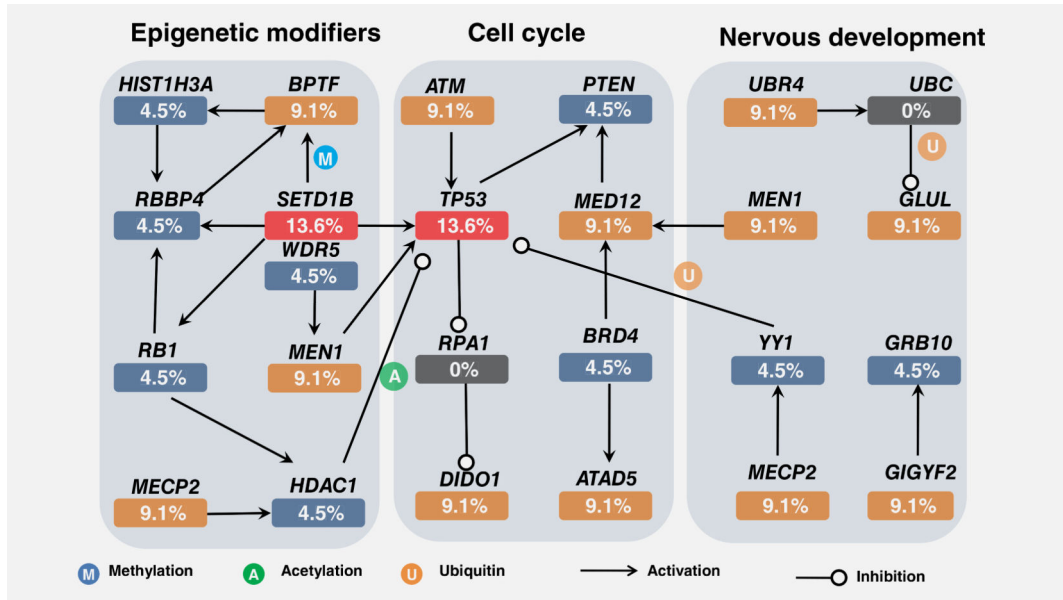 Epigenetic modifiers
Cell cycle
Nervous development
HIST1H3A
BPTF
ATM
PTEN
UBR4
UBC
4.5%
9.1%
9.1%
4.5%
9.1%
0%
M
U
RBBP4
SETD1B
TP53
MED12
MEN1
GLUL
4.5%
13.6%
13.6%
9.1%
9.1%
9.1%
WDR5
4.5%
U
RB1
MEN1
RPA1
BRD4
YY1
GRB10
4.5%
9.1%
A
0%
4.5%
4.5%
4.5%
MECP2
HDAC1
DIDO1
ATAD5
MECP2
GIGYF2
9.1%
4.5%
9.1%
9.1%
9.1%
9.1%
M Methylation
A Acetylation
U Ubiquitin
Activation
Inhibition